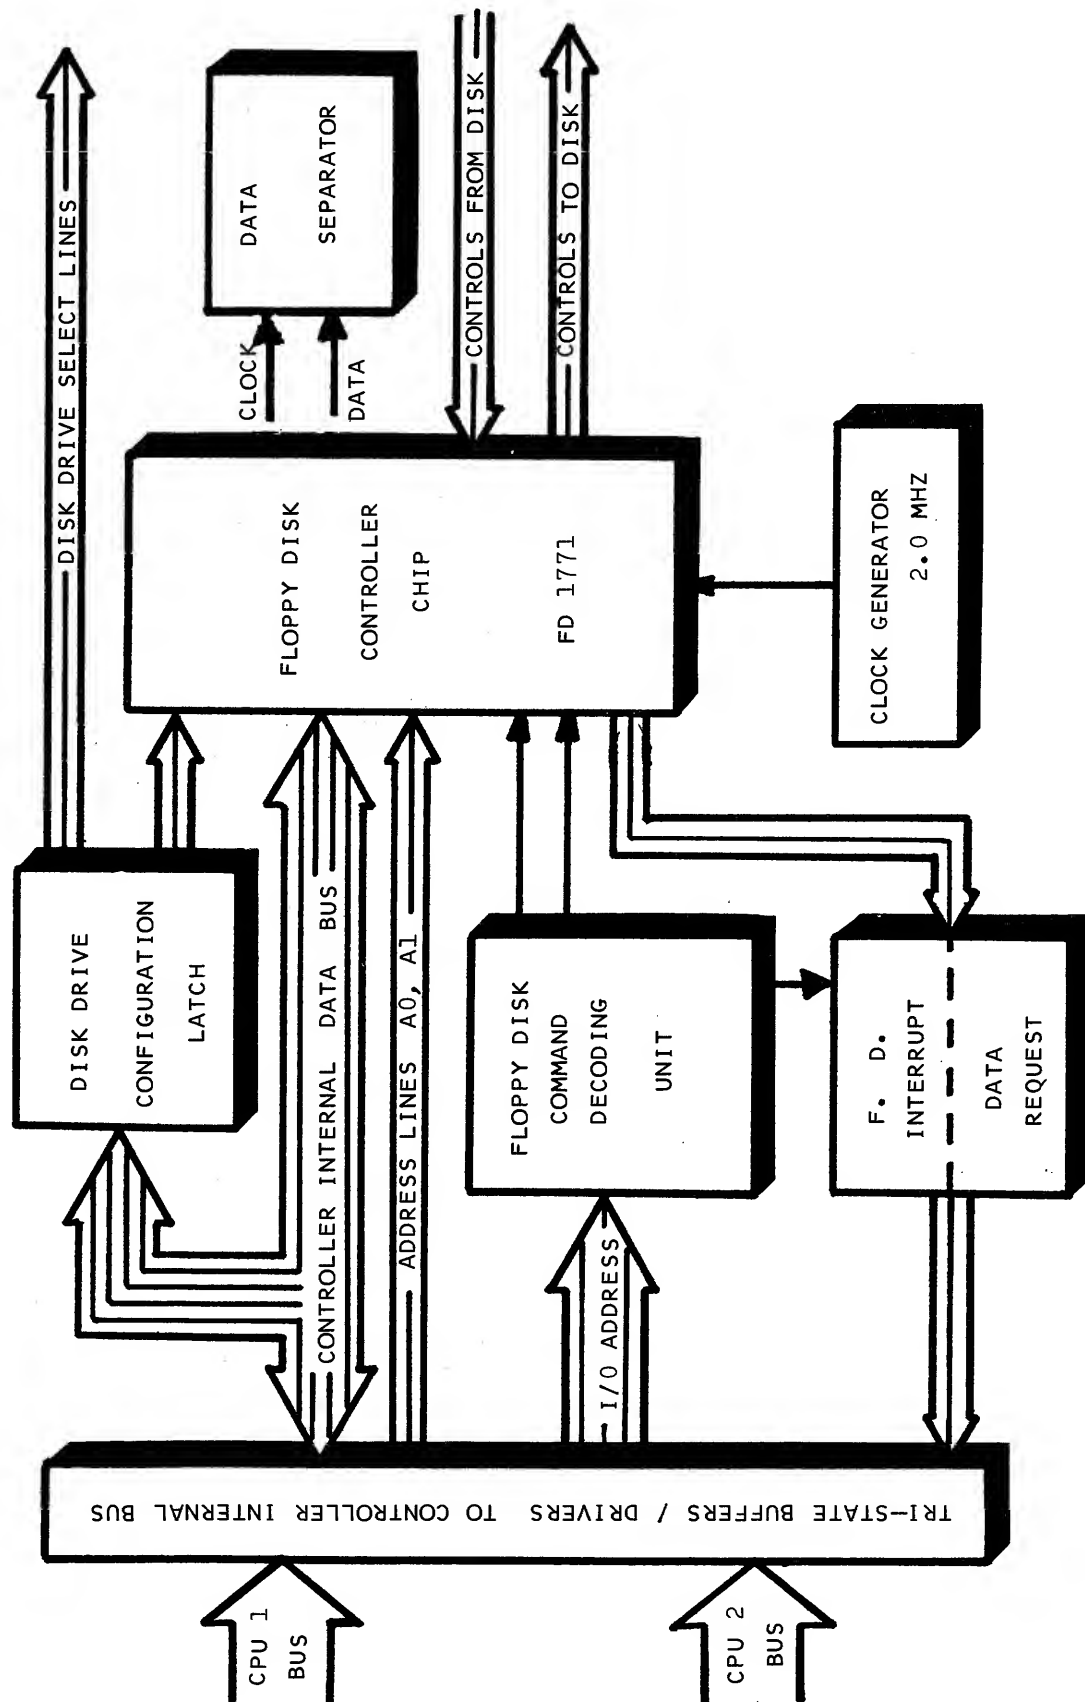 DISK DRIVE SELECT LINES
DATA
SEPARATOR
CLOCK
DATA
CONTROLS FROM DISK
CONTROLS TO DISK
FLOPPY DISK
CONTROLLER
CHIP
FD 1771
CLOCK GENERATOR
2.0 MHZ
DISK DRIVE
CONFIGURATION
LATCH
CONTROLLER INTERNAL DATA BUS
ADDRESS LINES A0, A1
FLOPPY DISK
COMMAND
DECODING
UNIT
F. D.
INTERRUPT
DATA
REQUEST
I/O ADDRESS
TRI-STATE BUFFERS / DRIVERS TO CONTROLLER INTERNAL BUS
CPU 1
BUS
CPU 2
BUS